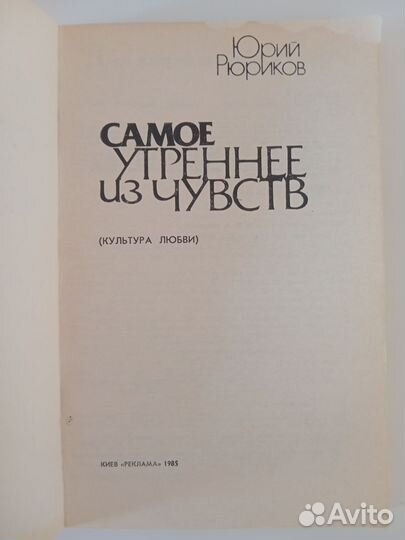 Юрий
Рюриков
САМОЕ
УТРЕННЕЕ
ИЗ ЧУВСТВ
(КУЛЬТУРА ЛЮБВИ)
КИЕВ «РЕКЛАМА» 1985
Avito